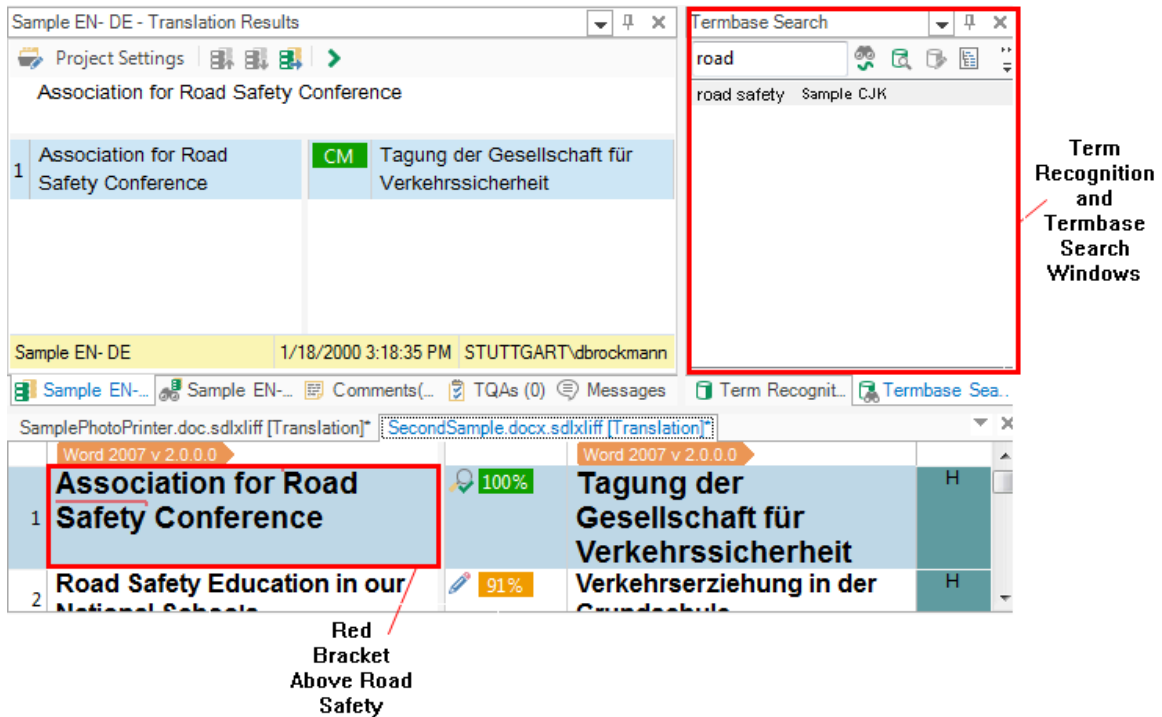 Sample EN- DE - Translation Results
Project Settings
Association for Road Safety Conference
1
Association for Road
Safety Conference
CM
Tagung der Gesellschaft für
Verkehrssicherheit
Sample EN- DE
1/18/2000 3:18:35 PM
STUTTGART\dbrockmann
Sample EN-...
Sample EN-...
Comments(...
TQAs (0)
Messages
Termbase Search
road
road safety Sample CJK
Term Recognit...
Termbase Sea..
Term
Recognition
and
Termbase
Search
Windows
SamplePhotoPrinter.doc.sdlxliff [Translation]*
SecondSample.docx.sdlxliff [Translation]*
Word 2007 v 2.0.0.0
Word 2007 v 2.0.0.0
1
Association for Road
Safety Conference
100%
Tagung der
Gesellschaft für
Verkehrssicherheit
H
2
Road Safety Education in our
National Schools
91%
Verkehrserziehung in der
Grundschule
H
Red
Bracket
Above Road
Safety